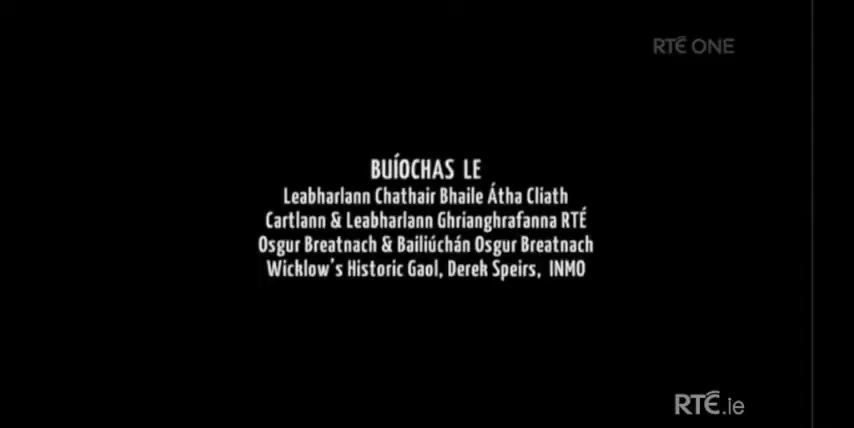 RTÉ ONE
BUÍOCHAS LE
Leabharlann Chathair Bhaile Átha Cliath
Cartlann & Leabharlann Ghrianghrafanna RTÉ
Osgur Breatnach & Bailiúchán Osgur Breatnach
Wicklow's Historic Gaol, Derek Speirs, INMO
RTÉ.ie